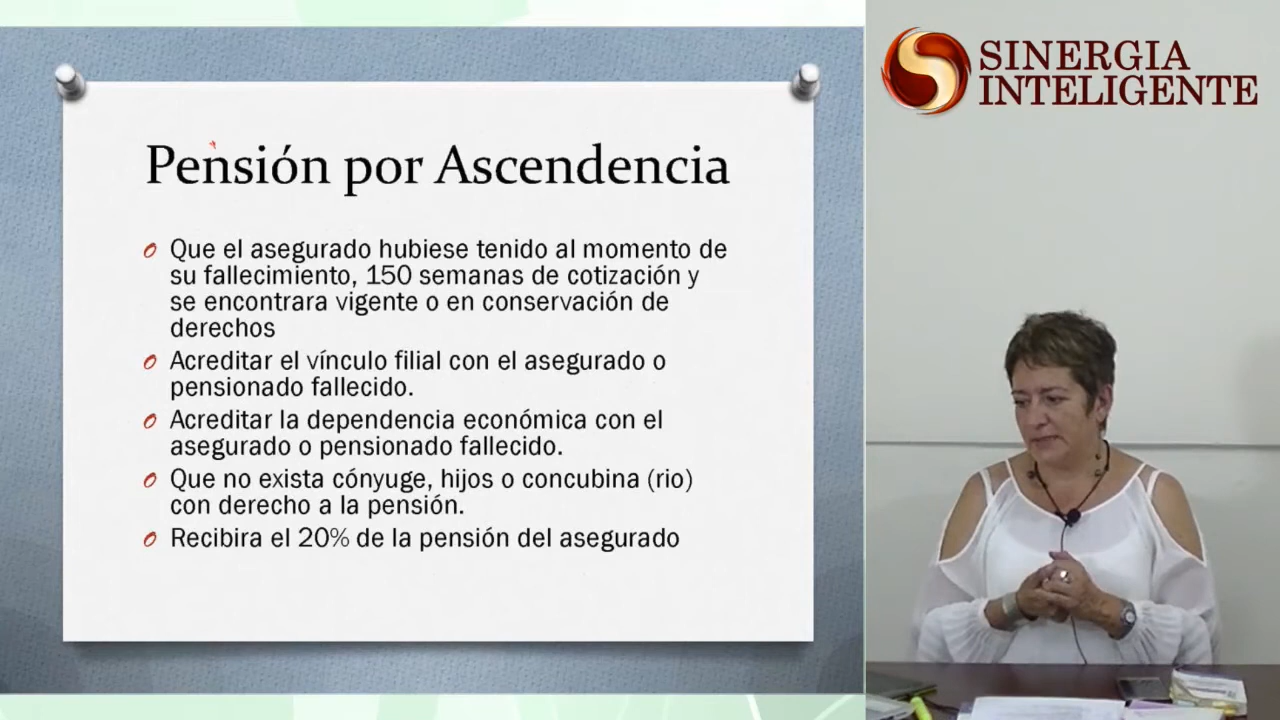 Pensión por Ascendencia
Que el asegurado hubiese tenido al momento de
su fallecimiento, 150 semanas de cotización y
se encontrara vigente o en conservación de
derechos
Acreditar el vínculo filial con el asegurado o
pensionado fallecido.
Acreditar la dependencia económica con el
asegurado o pensionado fallecido.
Que no exista cónyuge, hijos o concubina (rio)
con derecho a la pensión.
Recibira el 20% de la pensión del asegurado
SINERGIA
INTELIGENTE